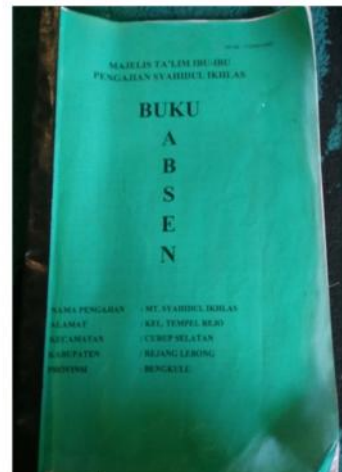 MAJELIS TA'LIM IBU-IBU
PENGAJIAN SYAHIDUL IKHLAS
BUKU
A
B
S
E
N
NAMA PENGAJIAN : MT. SYAHIDUL IKHLAS
ALAMAT : KEL. TEMPEL REJO
KECAMATAN : CURUP SELATAN
KABUPATEN : REJANG LEBONG
PROVINSI : BENGKULU